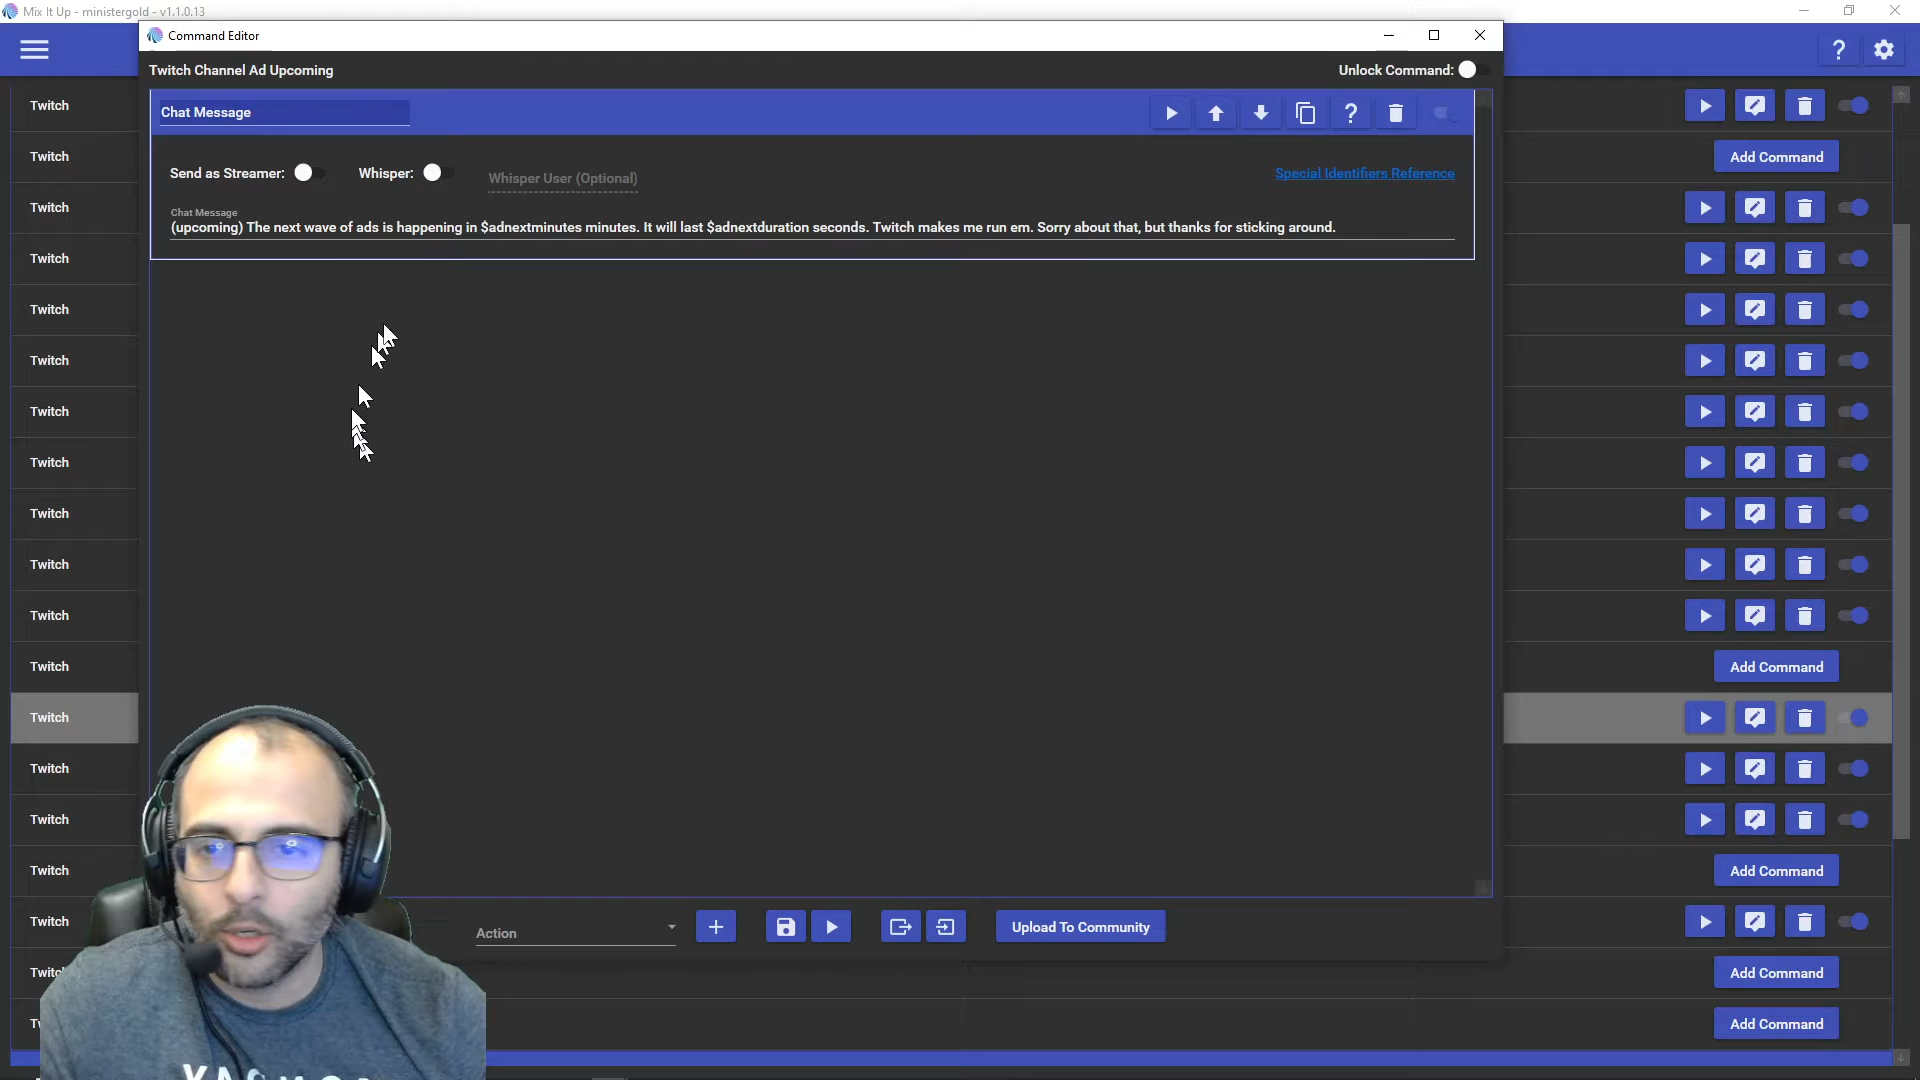 Mix It Up - ministergold - v1.1.0.13
Command Editor
Twitch Channel Ad Upcoming
Unlock Command:
Chat Message
Send as Streamer:
Whisper:
Whisper User (Optional)
Special Identifiers Reference
Chat Message
(upcoming) The next wave of ads is happening in $adnextminutes minutes. It will last $adnextduration seconds. Twitch makes me run em. Sorry about that, but thanks for sticking around.
Twitch
Twitch
Add Command
Twitch
Twitch
Twitch
Twitch
Twitch
Twitch
Twitch
Twitch
Twitch
Twitch
Add Command
Twitch
Twitch
Twitch
Twitch
Add Command
Twitch
Action
Upload To Community
Add Command
Add Command